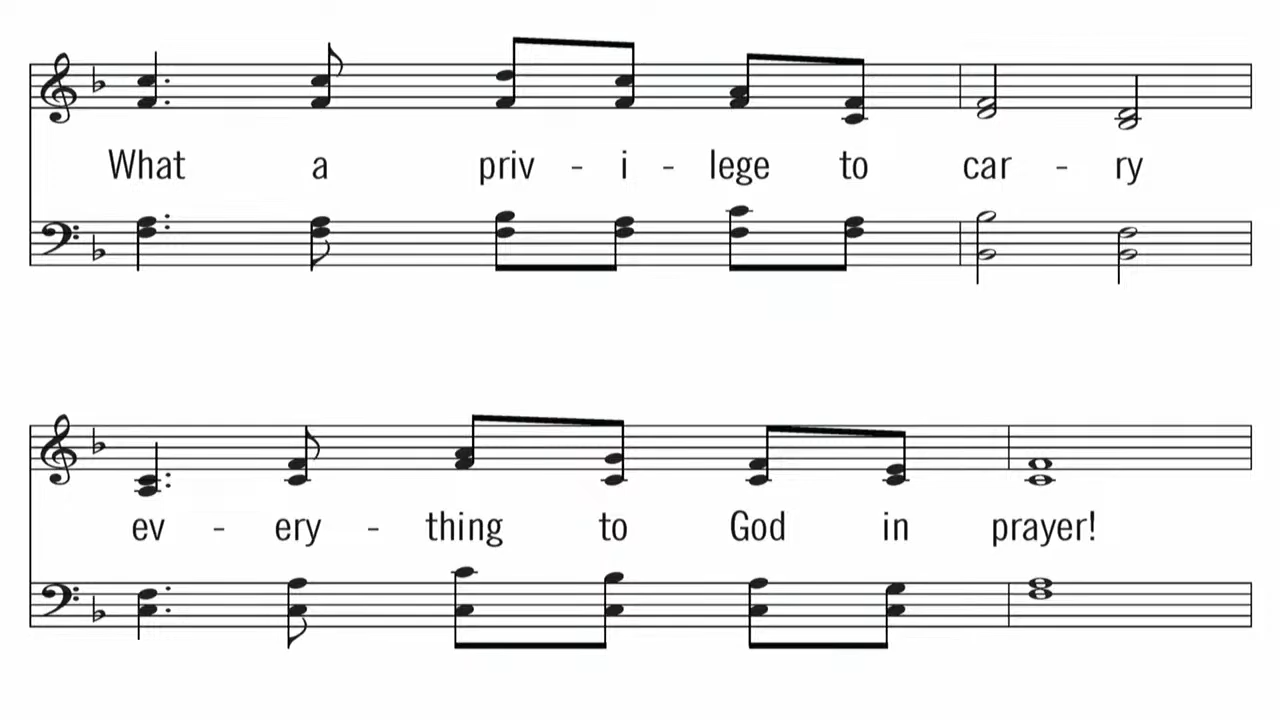 What a priv - i - lege to car - ry
ev - ery - thing to God in prayer!